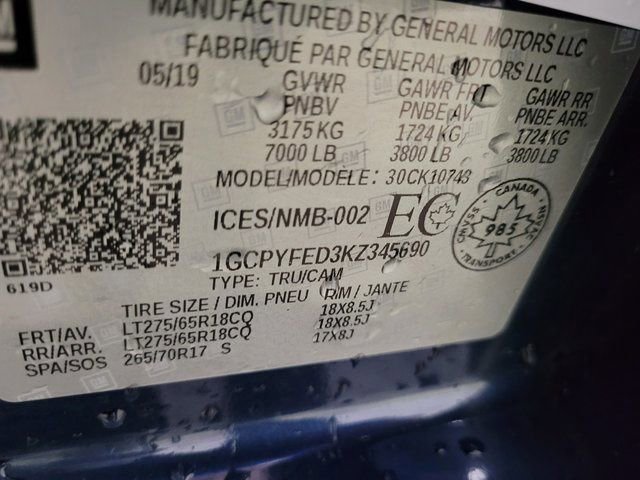 GM
MANUFACTURED BY GENERAL MOTORS LLC
FABRIQUÉ PAR GENERAL MOTORS LLC
05/19 GVWR GAWR FRT GAWR RR
PNBV PNBE AV. PNBE ARR.
3175 KG 1724 KG 1724 KG
7000 LB 3800 LB 3800 LB
MODEL/MODÈLE: 30CK10743
ICES/NMB-002 EC
CANADA
985
TRANSPORT
1GCPYFED3KZ345690
TYPE: TRU/CAM
619D
TIRE SIZE / DIM. PNEU RIM / JANTE
FRT/AV. LT275/65R18CQ 18X8.5J
RR/ARR. LT275/65R18CQ 18X8.5J
SPA/SOS 265/70R17 S 17X8J